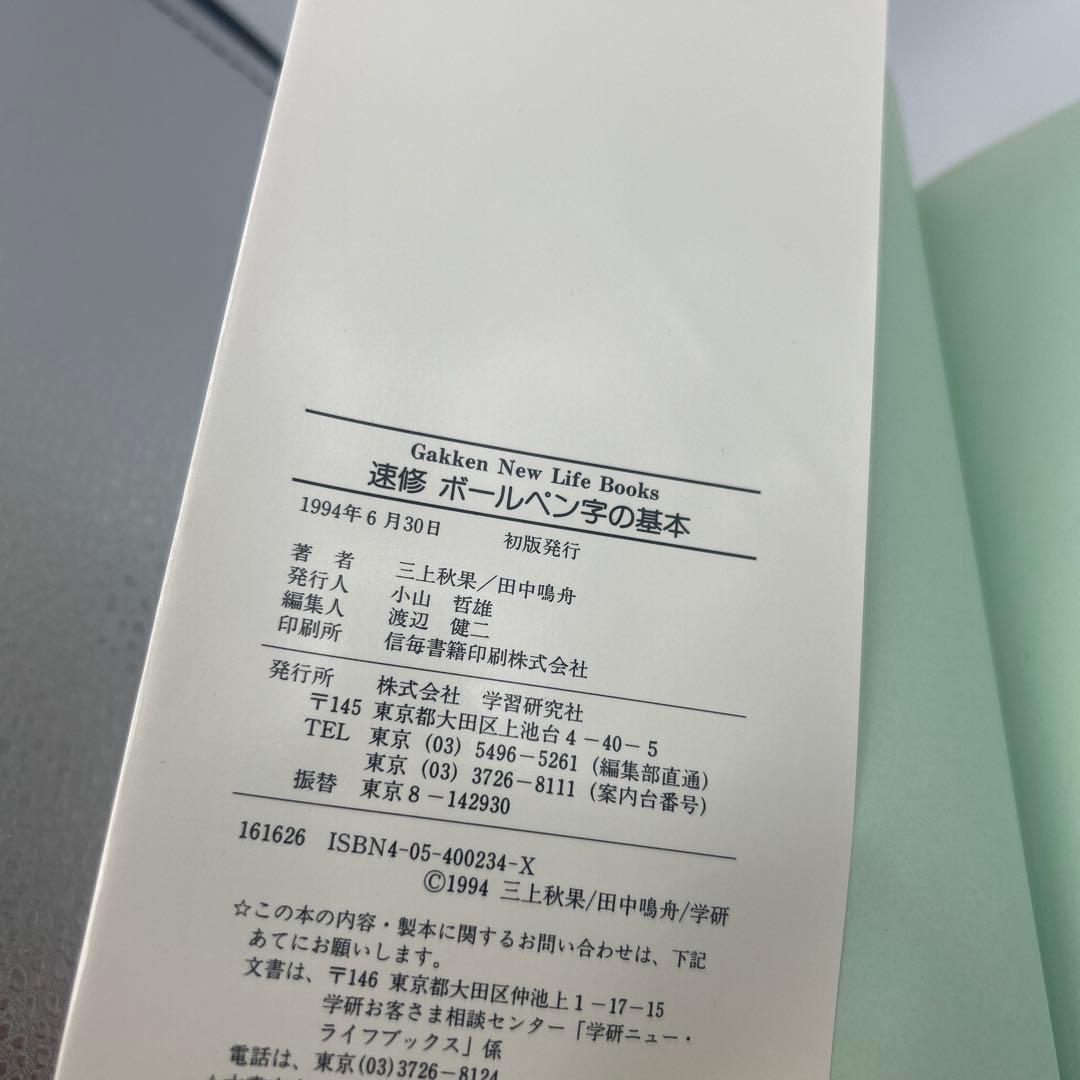 Gakken New Life Books
速修 ボールペン字の基本
1994年6月30日 初版発行
著 者 三上秋果/田中鳴舟
発行人 小山 哲雄
編集人 渡辺 健二
印刷所 信毎書籍印刷株式会社
発行所 株式会社 学習研究社
〒145 東京都大田区上池台4-40-5
TEL 東京 (03) 5496-5261 (編集部直通)
東京 (03) 3726-8111 (案内台番号)
振替 東京8-142930
161626 ISBN4-05-400234-X
©1994 三上秋果/田中鳴舟/学研
☆この本の内容・製本に関するお問い合わせは、下記
あてにお願いします。
文書は、〒146 東京都大田区仲池上1-17-15
学研お客さま相談センター「学研ニュー・
ライフブックス」係
電話は、東京(03)3726-8124